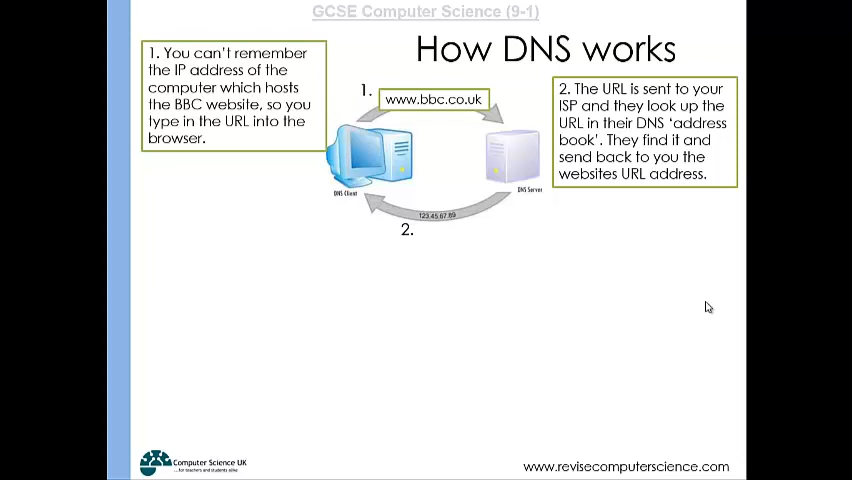 GCSE Computer Science (9-1)
How DNS works
1. You can't remember
the IP address of the
computer which hosts
the BBC website, so you
type in the URL into the
browser.
1.
www.bbc.co.uk
2. The URL is sent to your
ISP and they look up the
URL in their DNS 'address
book'. They find it and
send back to you the
websites URL address.
DNS Client
DNS Server
123.45.67.89
2.
Computer Science UK
...for teachers and students alike
www.revisecomputerscience.com